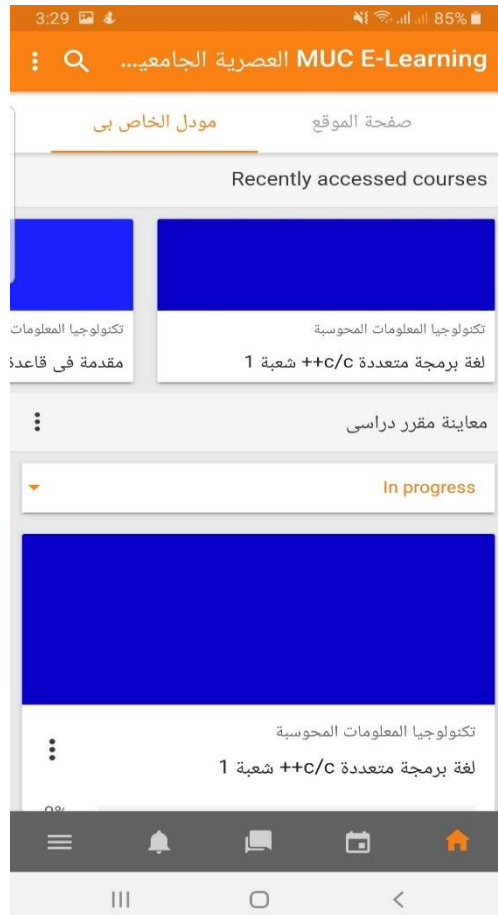 3:29
85%
MUC E-Learning العصرية الجامعيـ...
صفحة الموقع
مودل الخاص بى
Recently accessed courses
تكنولوجيا المعلومات المحوسبة
لغة برمجة متعددة c/c++ شعبة 1
تكنولوجيا المعلومات
مقدمة فى قاعدة
معاينة مقرر دراسى
In progress
تكنولوجيا المعلومات المحوسبة
لغة برمجة متعددة c/c++ شعبة 1